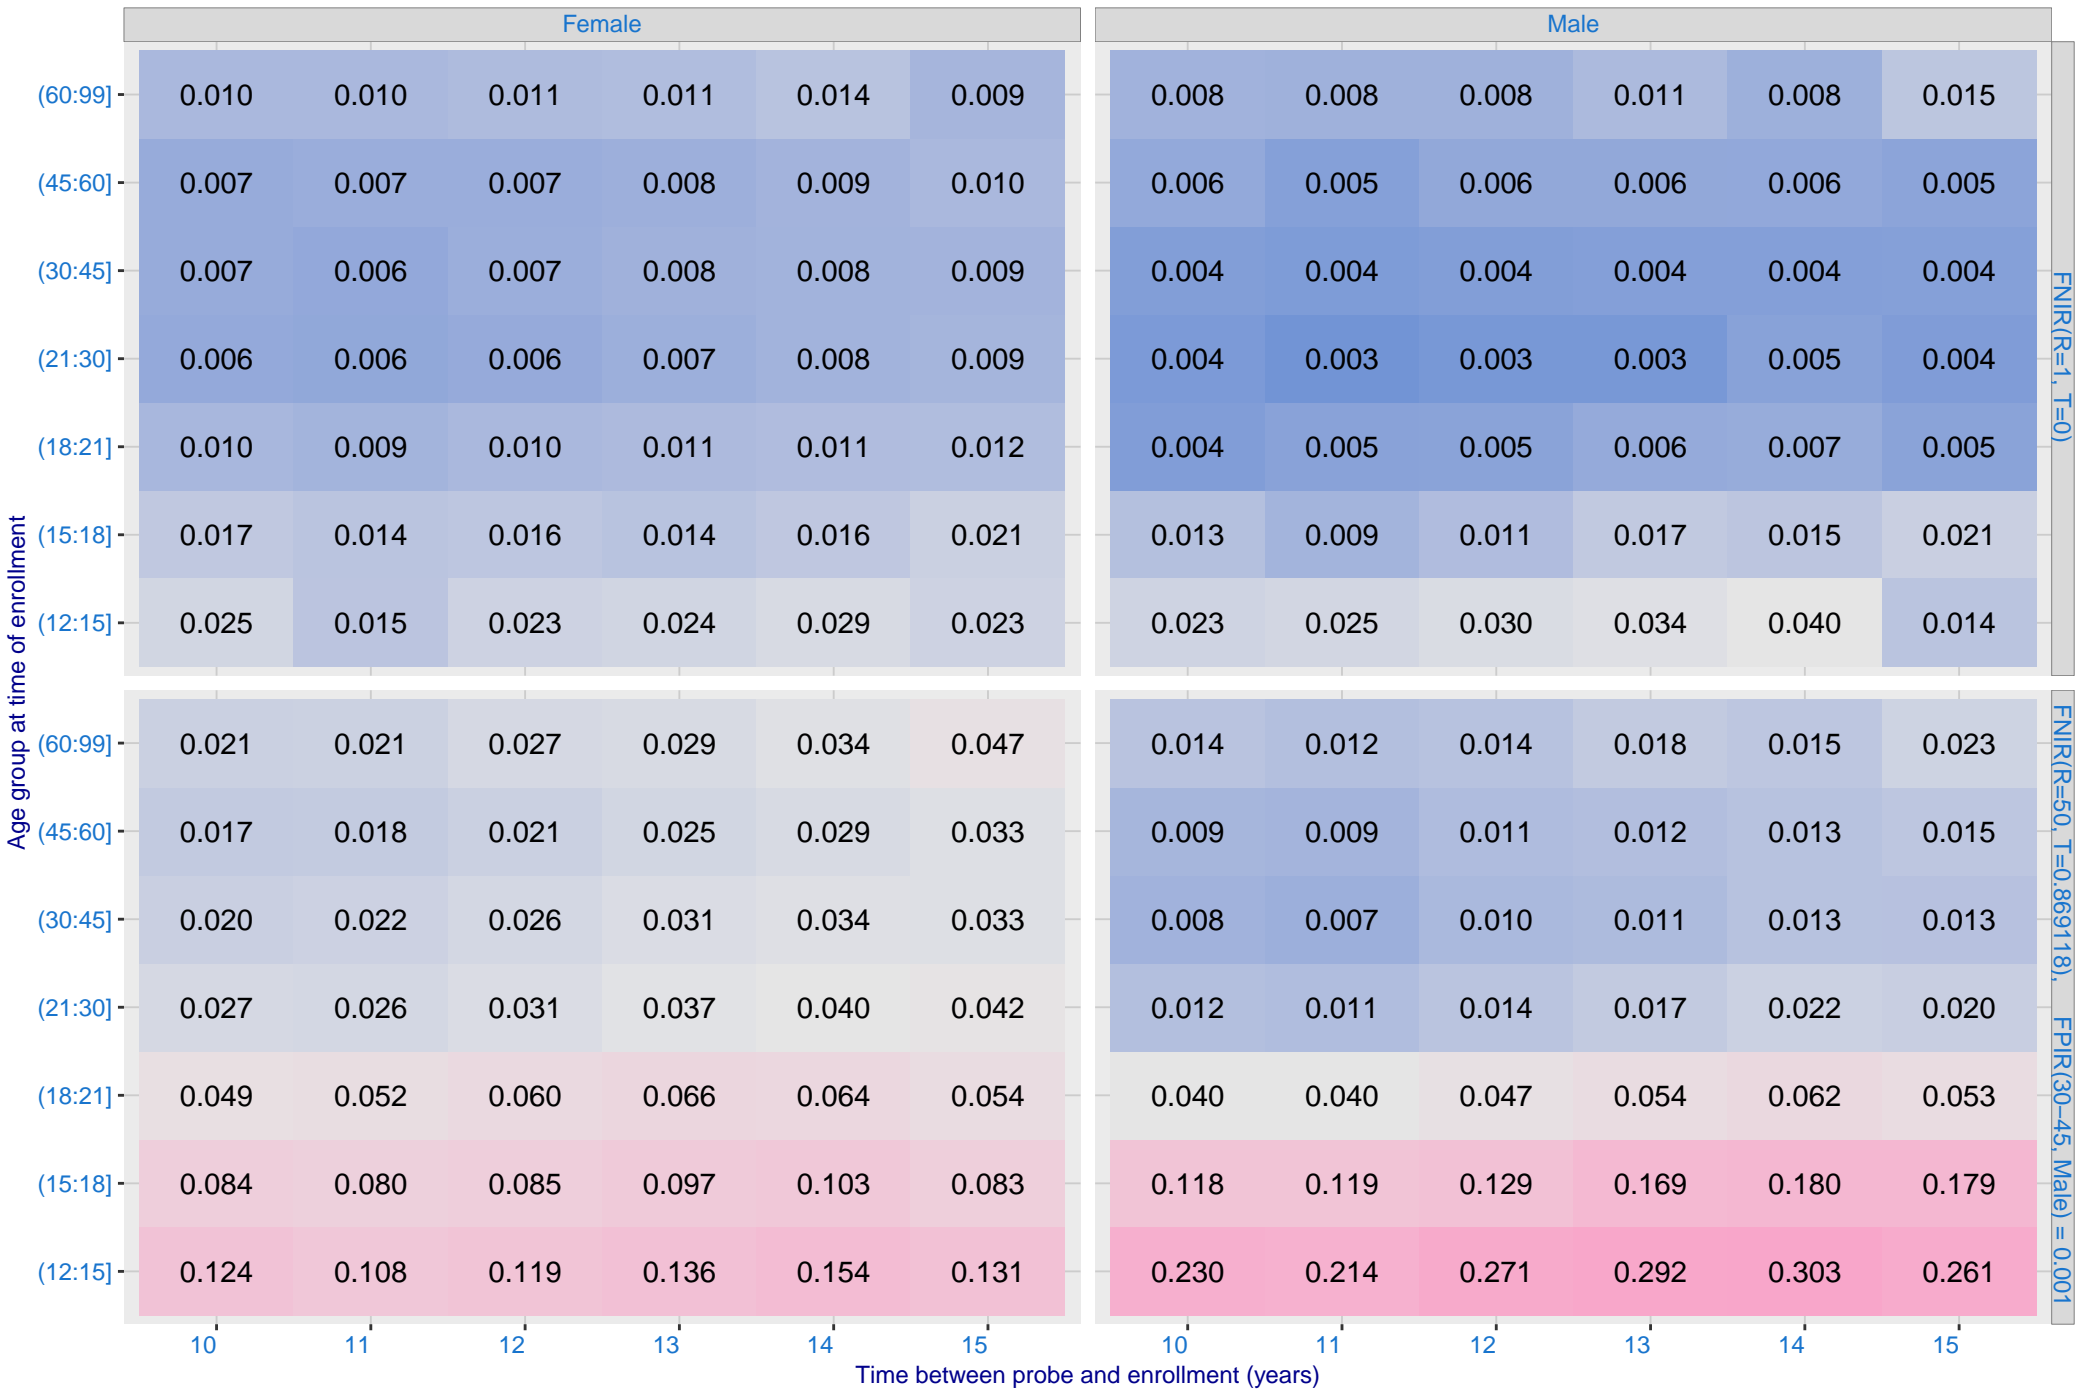 Female Male
(60:99] 0.010 0.010 0.011 0.011 0.014 0.009 0.008 0.008 0.008 0.011 0.008 0.015
(45:60] 0.007 0.007 0.007 0.008 0.009 0.010 0.006 0.005 0.006 0.006 0.006 0.005
(30:45] 0.007 0.006 0.007 0.008 0.008 0.009 0.004 0.004 0.004 0.004 0.004 0.004
(21:30] 0.006 0.006 0.006 0.007 0.008 0.009 0.004 0.003 0.003 0.003 0.005 0.004
(18:21] 0.010 0.009 0.010 0.011 0.011 0.012 0.004 0.005 0.005 0.006 0.007 0.005
(15:18] 0.017 0.014 0.016 0.014 0.016 0.021 0.013 0.009 0.011 0.017 0.015 0.021
(12:15] 0.025 0.015 0.023 0.024 0.029 0.023 0.023 0.025 0.030 0.034 0.040 0.014
FNIR(R=1, T=0)
Age group at time of enrollment
(60:99] 0.021 0.021 0.027 0.029 0.034 0.047 0.014 0.012 0.014 0.018 0.015 0.023
(45:60] 0.017 0.018 0.021 0.025 0.029 0.033 0.009 0.009 0.011 0.012 0.013 0.015
(30:45] 0.020 0.022 0.026 0.031 0.034 0.033 0.008 0.007 0.010 0.011 0.013 0.013
(21:30] 0.027 0.026 0.031 0.037 0.040 0.042 0.012 0.011 0.014 0.017 0.022 0.020
(18:21] 0.049 0.052 0.060 0.066 0.064 0.054 0.040 0.040 0.047 0.054 0.062 0.053
(15:18] 0.084 0.080 0.085 0.097 0.103 0.083 0.118 0.119 0.129 0.169 0.180 0.179
(12:15] 0.124 0.108 0.119 0.136 0.154 0.131 0.230 0.214 0.271 0.292 0.303 0.261
FNIR(R=50, T=0.869118), FPIR(30−45, Male) = 0.001
10 11 12 13 14 15 10 11 12 13 14 15
Time between probe and enrollment (years)